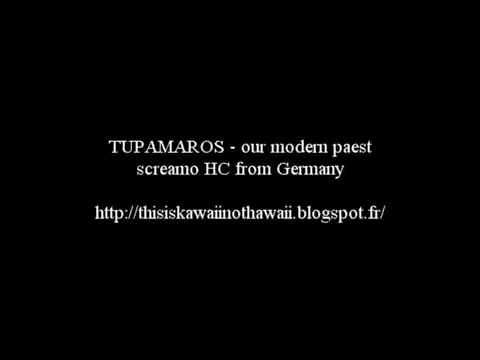 TUPAMAROS - our modern paest
screamo HC from Germany
http://thisiskawaiinothawaii.blogspot.fr/